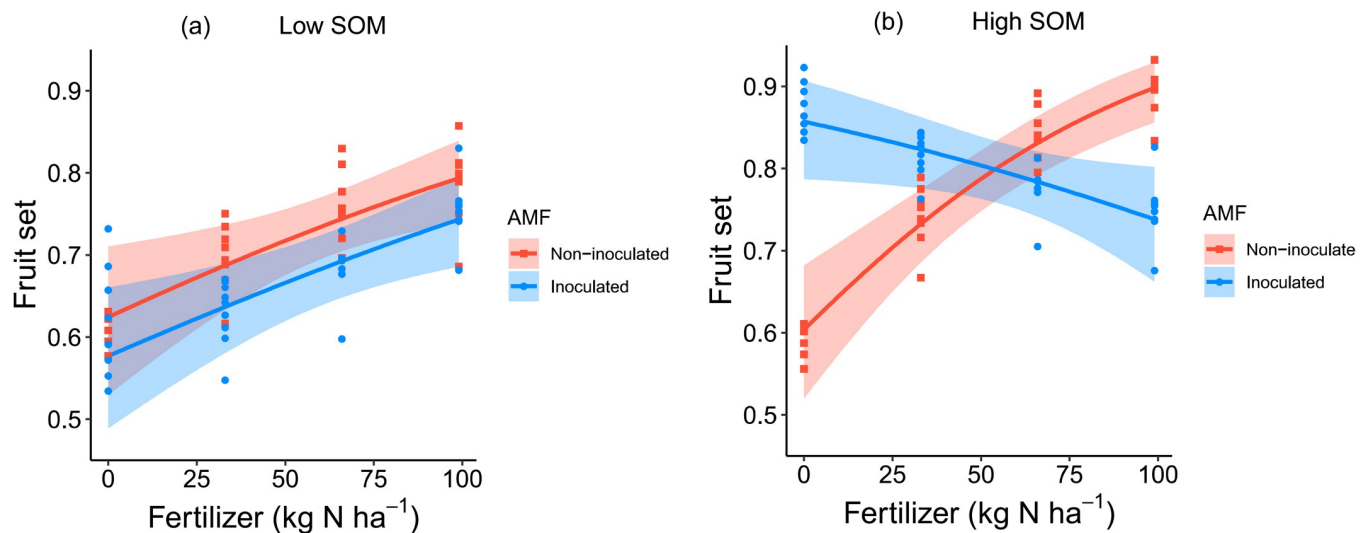 (a) Low SOM
Fruit set
0.9
0.8
0.7
0.6
0.5
0 25 50 75 100
Fertilizer (kg N ha⁻¹)
AMF
Non−inoculated
Inoculated
(b) High SOM
Fruit set
0.9
0.8
0.7
0.6
0.5
0 25 50 75 100
Fertilizer (kg N ha⁻¹)
AMF
Non−inoculate
Inoculated